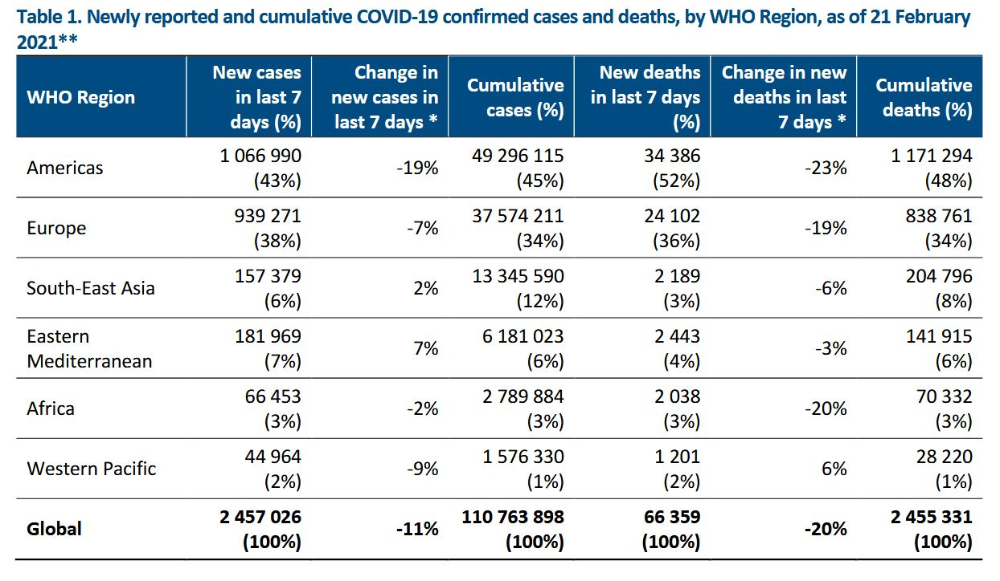 Table 1. Newly reported and cumulative COVID-19 confirmed cases and deaths, by WHO Region, as of 21 February
2021**
WHO Region
New cases
in last 7
days (%)
Change in
new cases in
last 7 days *
Cumulative
cases (%)
New deaths
in last 7 days
(%)
Change in new
deaths in last
7 days *
Cumulative
deaths (%)
Americas
1 066 990
(43%)
-19%
49 296 115
(45%)
34 386
(52%)
-23%
1 171 294
(48%)
Europe
939 271
(38%)
-7%
37 574 211
(34%)
24 102
(36%)
-19%
838 761
(34%)
South-East Asia
157 379
(6%)
2%
13 345 590
(12%)
2 189
(3%)
-6%
204 796
(8%)
Eastern
Mediterranean
181 969
(7%)
7%
6 181 023
(6%)
2 443
(4%)
-3%
141 915
(6%)
Africa
66 453
(3%)
-2%
2 789 884
(3%)
2 038
(3%)
-20%
70 332
(3%)
Western Pacific
44 964
(2%)
-9%
1 576 330
(1%)
1 201
(2%)
6%
28 220
(1%)
Global
2 457 026
(100%)
-11%
110 763 898
(100%)
66 359
(100%)
-20%
2 455 331
(100%)